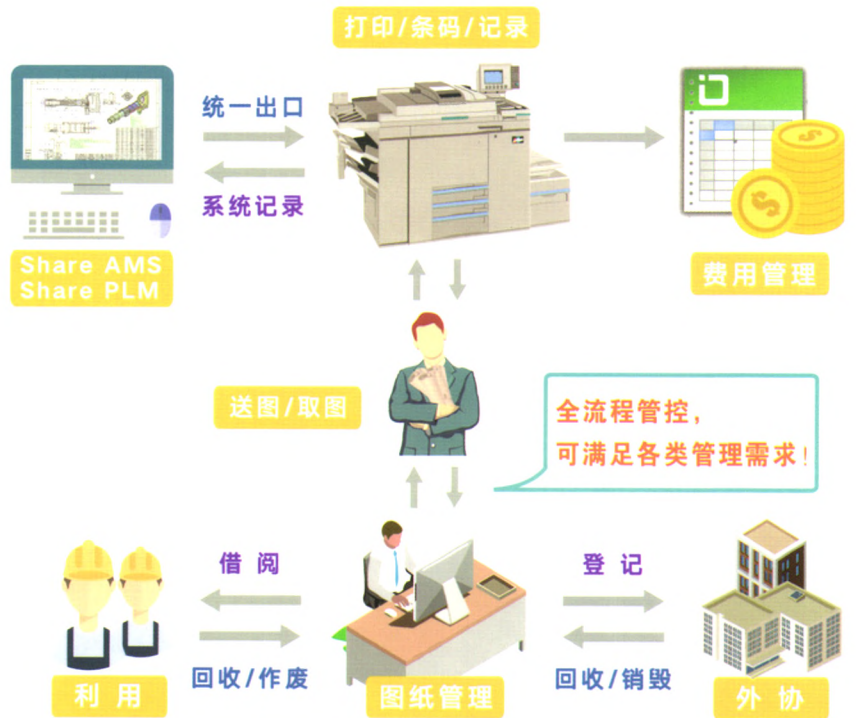 打印/条码/记录
统一出口
系统记录
Share AMS
Share PLM
费用管理
送图/取图
全流程管控，
可满足各类管理需求！
借 阅
登 记
回收/作废
回收/销毁
利 用
图纸管理
外 协